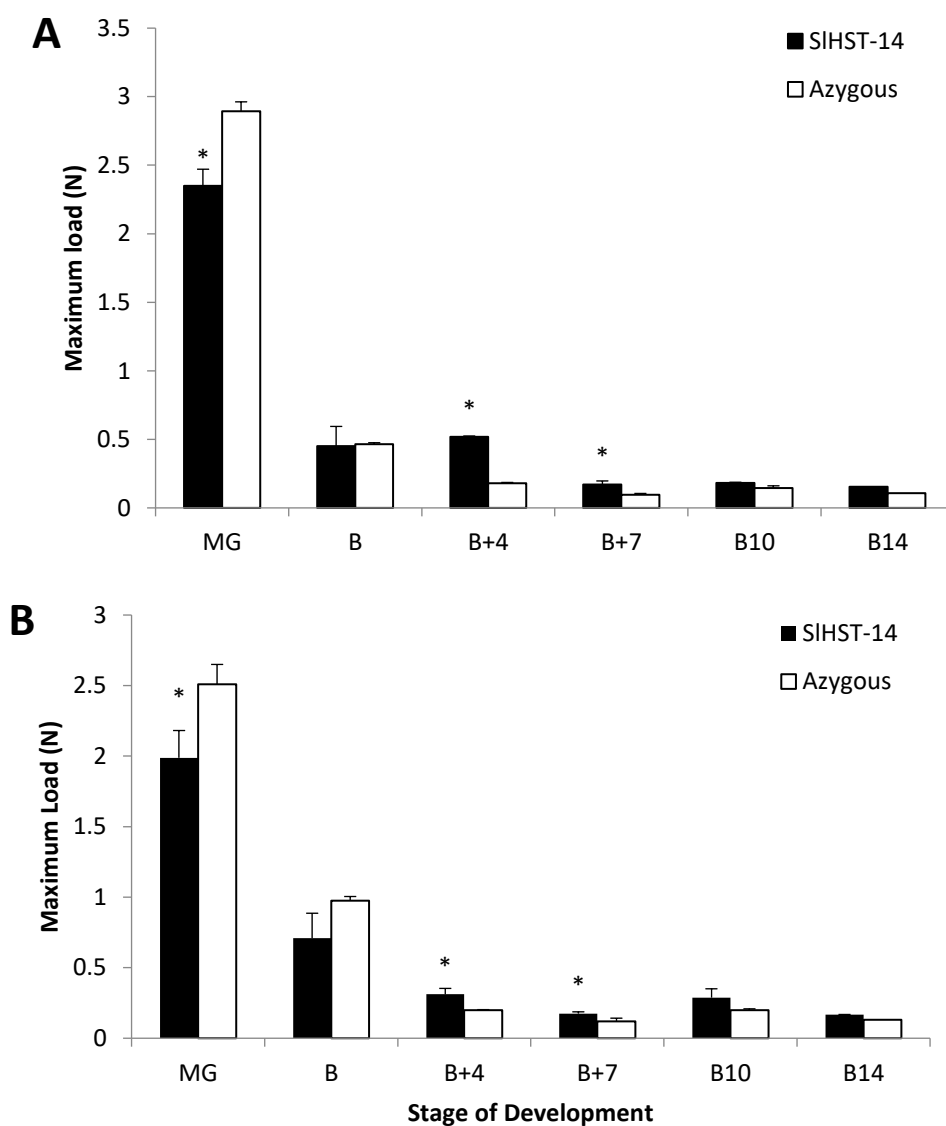 A
SlHST-14
Azygous
Maximum load (N)
3.5
3
2.5
2
1.5
1
0.5
0
*
*
*
MG B B+4 B+7 B10 B14
B
SlHST-14
Azygous
Maximum Load (N)
3
2.5
2
1.5
1
0.5
0
*
*
*
MG B B+4 B+7 B10 B14
Stage of Development